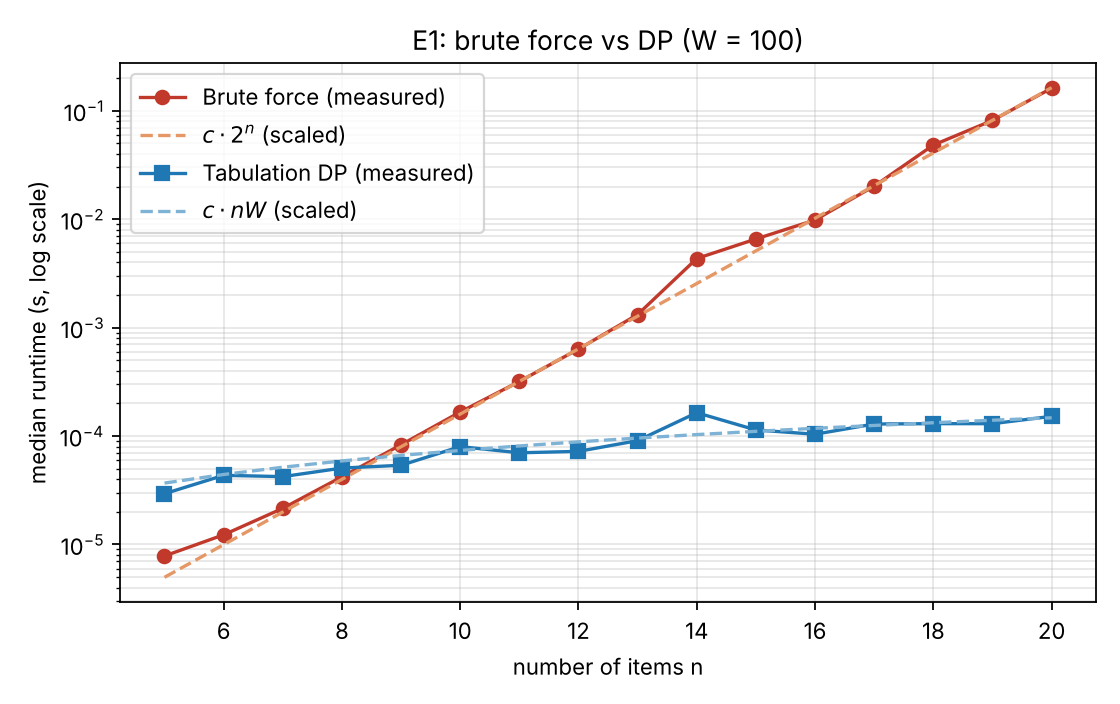 E1: brute force vs DP (W = 100)
Brute force (measured)
c · 2ⁿ (scaled)
Tabulation DP (measured)
c · nW (scaled)
median runtime (s, log scale)
10⁻¹
10⁻²
10⁻³
10⁻⁴
10⁻⁵
6 8 10 12 14 16 18 20
number of items n